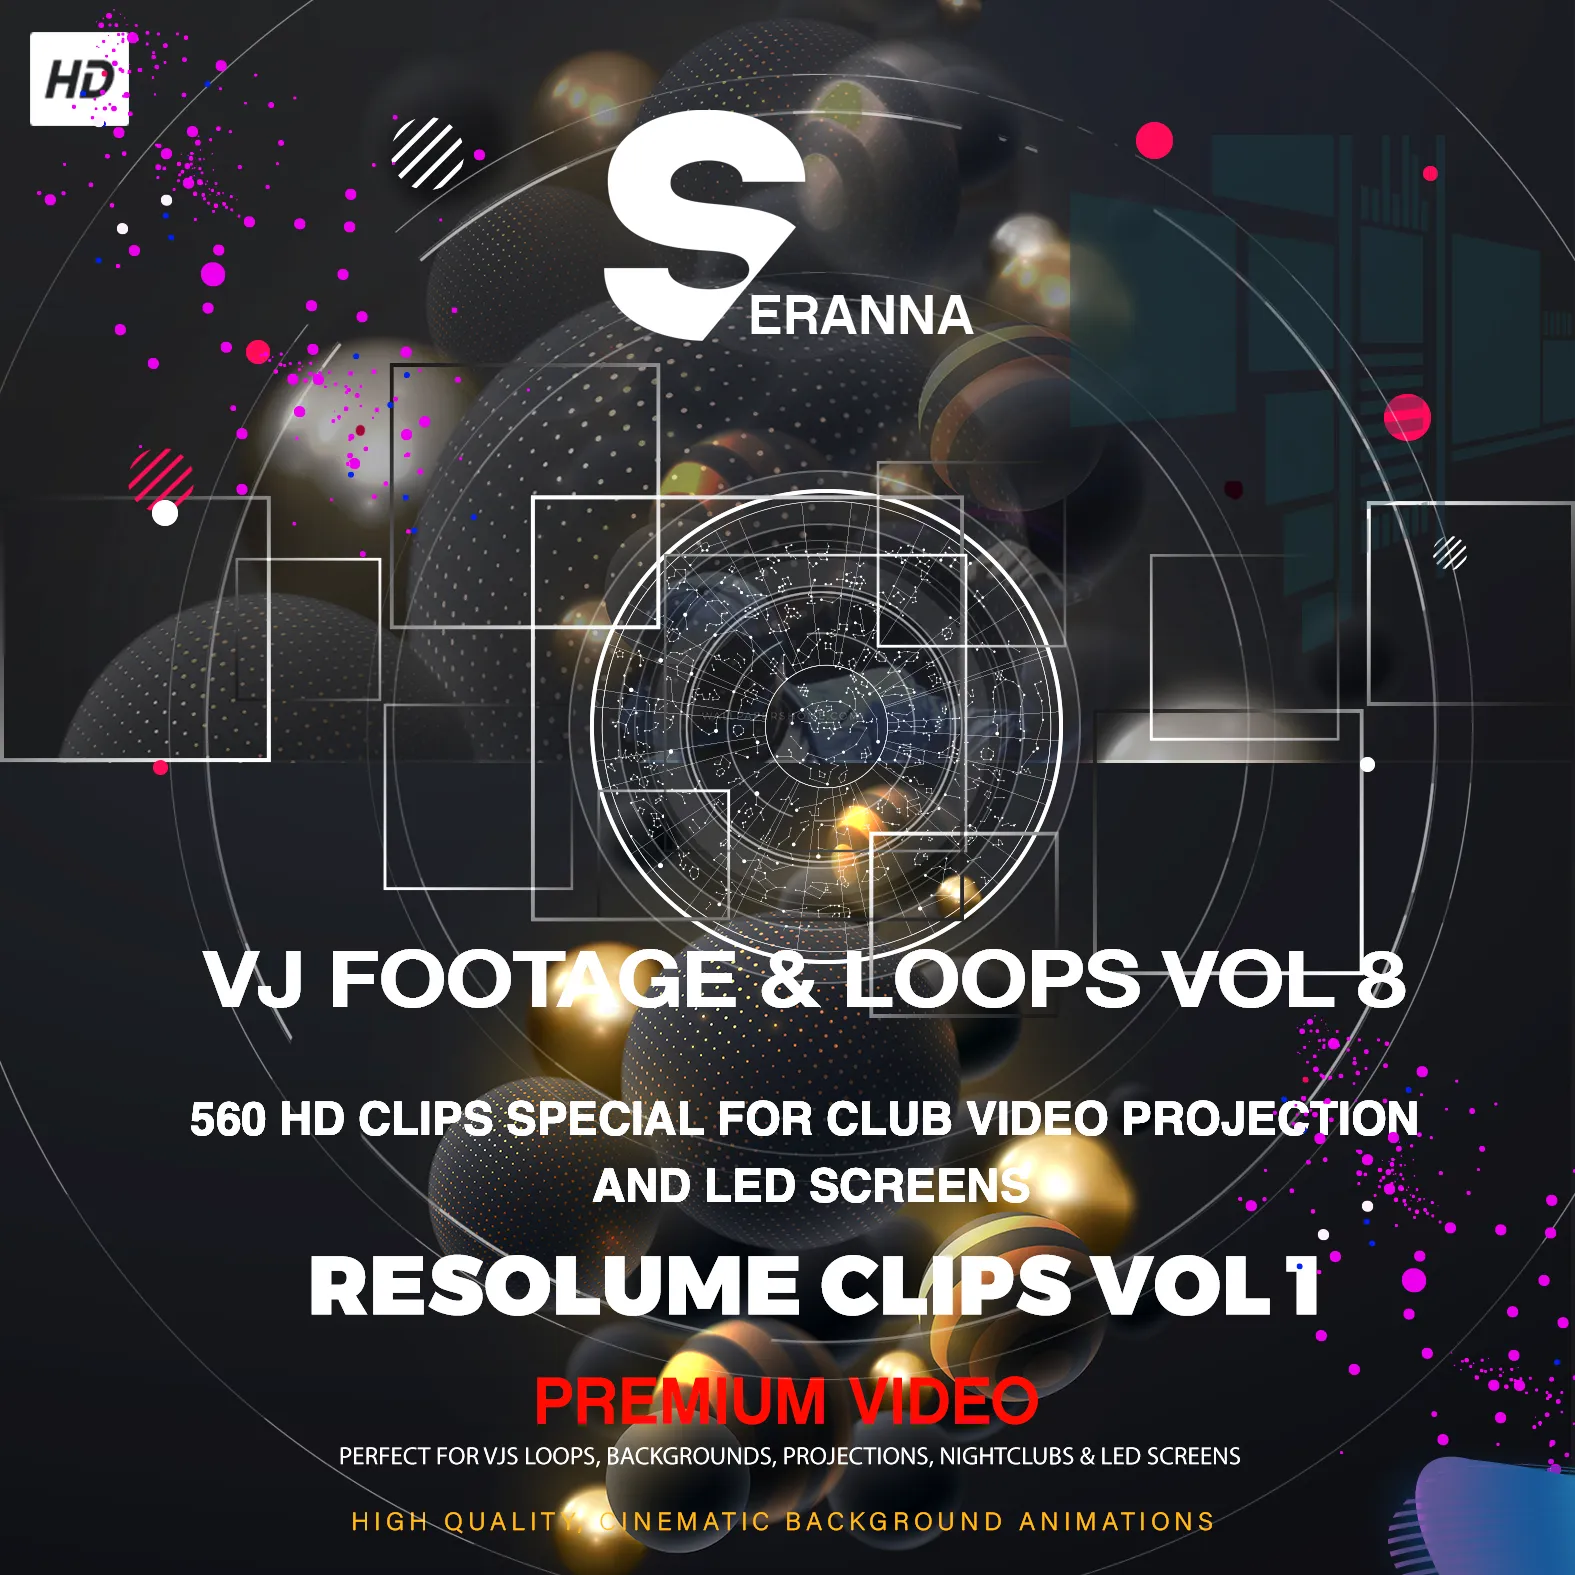 HD
SERANNA
VJ FOOTAGE & LOOPS VOL 8
560 HD CLIPS SPECIAL FOR CLUB VIDEO PROJECTION
AND LED SCREENS
RESOLUME CLIPS VOL 1
PREMIUM VIDEO
PERFECT FOR VJS LOOPS, BACKGROUNDS, PROJECTIONS, NIGHTCLUBS & LED SCREENS
HIGH QUALITY, CINEMATIC BACKGROUND ANIMATIONS